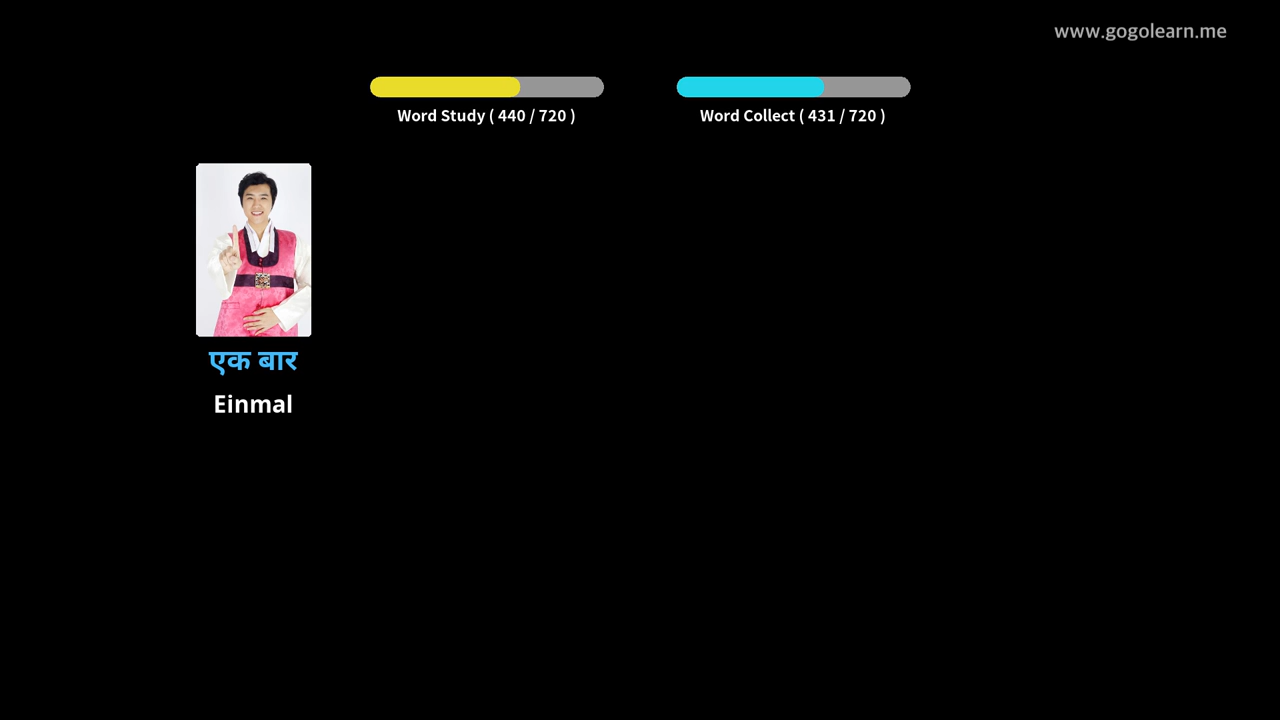 www.gogolearn.me
Word Study ( 440 / 720 )
Word Collect ( 431 / 720 )
एक बार
Einmal